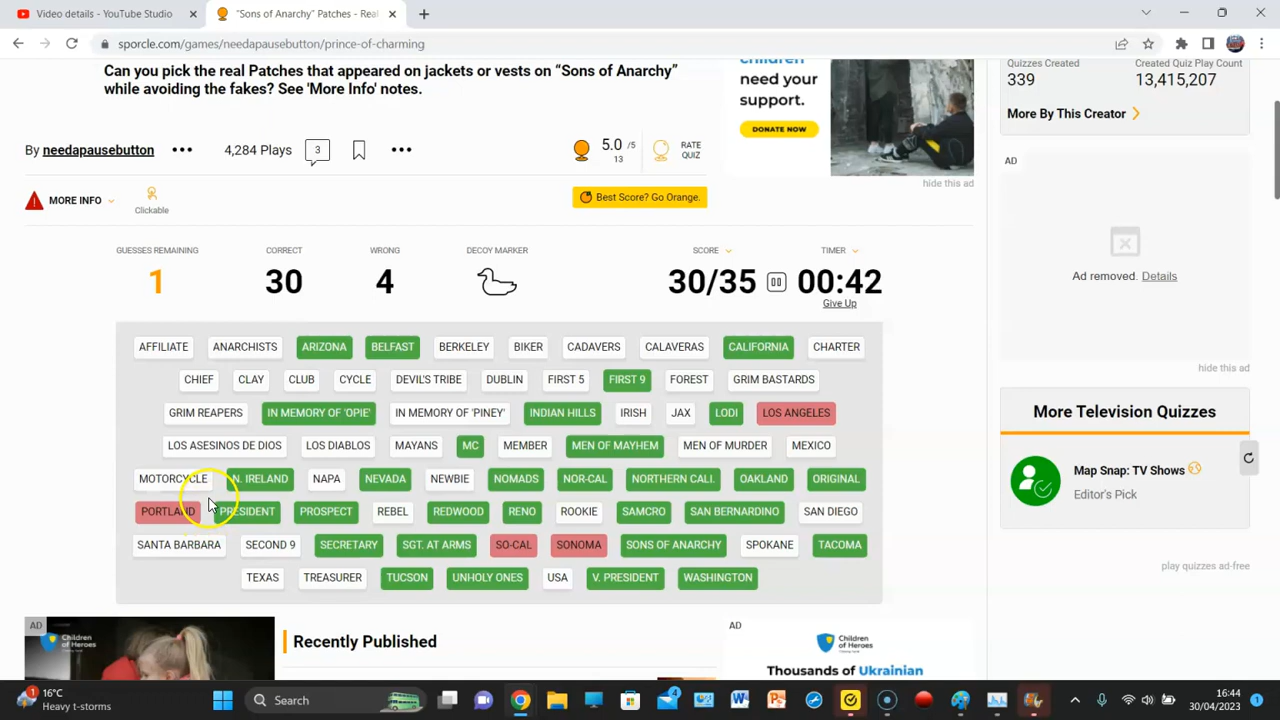 Video details - YouTube Studio
"Sons of Anarchy" Patches - Real
sporcle.com/games/needapausebutton/prince-of-charming
Can you pick the real Patches that appeared on jackets or vests on “Sons of Anarchy”
while avoiding the fakes? See 'More Info' notes.
By needapausebutton ••• 4,284 Plays 3 •••
5.0 /5
13
RATE
QUIZ
MORE INFO
Clickable
Best Score? Go Orange.
need your
support.
DONATE NOW
hide this ad
Quizzes Created
339
Created Quiz Play Count
13,415,207
More By This Creator
AD
Ad removed. Details
hide this ad
GUESSES REMAINING CORRECT WRONG DECOY MARKER SCORE TIMER
1 30 4 30/35 00:42
Give Up
AFFILIATE ANARCHISTS ARIZONA BELFAST BERKELEY BIKER CADAVERS CALAVERAS CALIFORNIA CHARTER
CHIEF CLAY CLUB CYCLE DEVIL'S TRIBE DUBLIN FIRST 5 FIRST 9 FOREST GRIM BASTARDS
GRIM REAPERS IN MEMORY OF 'OPIE' IN MEMORY OF 'PINEY' INDIAN HILLS IRISH JAX LODI LOS ANGELES
LOS ASESINOS DE DIOS LOS DIABLOS MAYANS MC MEMBER MEN OF MAYHEM MEN OF MURDER MEXICO
MOTORCYCLE N. IRELAND NAPA NEVADA NEWBIE NOMADS NOR-CAL NORTHERN CALI. OAKLAND ORIGINAL
PORTLAND PRESIDENT PROSPECT REBEL REDWOOD RENO ROOKIE SAMCRO SAN BERNARDINO SAN DIEGO
SANTA BARBARA SECOND 9 SECRETARY SGT. AT ARMS SO-CAL SONOMA SONS OF ANARCHY SPOKANE TACOMA
TEXAS TREASURER TUCSON UNHOLY ONES USA V. PRESIDENT WASHINGTON
More Television Quizzes
Map Snap: TV Shows
Editor's Pick
play quizzes ad-free
AD
Children
of Heroes
Recently Published
AD
Children
of Heroes
Thousands of Ukrainian
1
16°C
Heavy t-storms
Search
4
16:44
30/04/2023
1